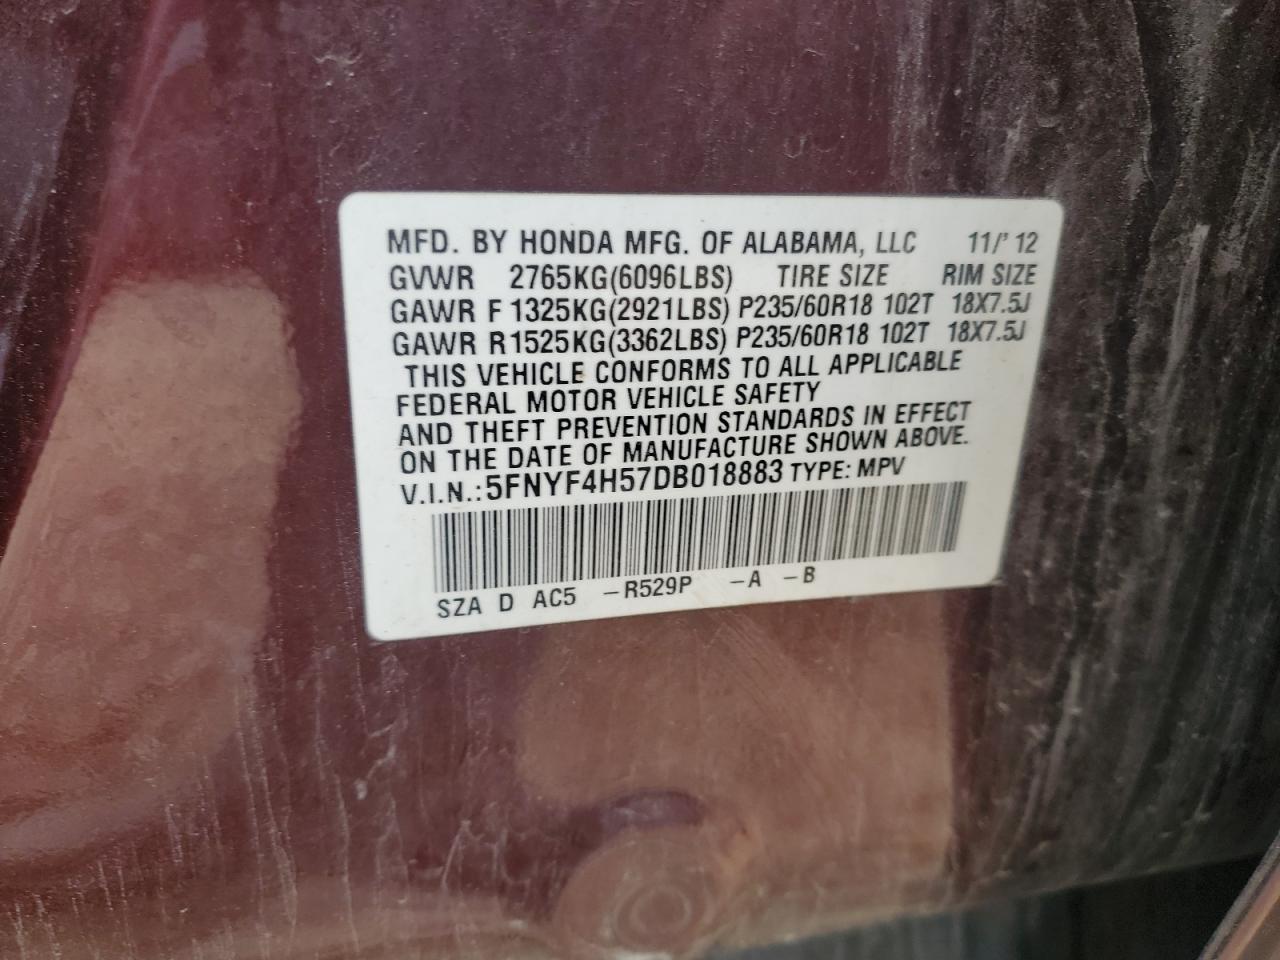 MFD. BY HONDA MFG. OF ALABAMA, LLC 11/'12
GVWR 2765KG(6096LBS) TIRE SIZE RIM SIZE
GAWR F 1325KG(2921LBS) P235/60R18 102T 18X7.5J
GAWR R 1525KG(3362LBS) P235/60R18 102T 18X7.5J
THIS VEHICLE CONFORMS TO ALL APPLICABLE
FEDERAL MOTOR VEHICLE SAFETY
AND THEFT PREVENTION STANDARDS IN EFFECT
ON THE DATE OF MANUFACTURE SHOWN ABOVE.
V.I.N.: 5FNYF4H57DB018883 TYPE: MPV
SZA D AC5 -R529P -A -B